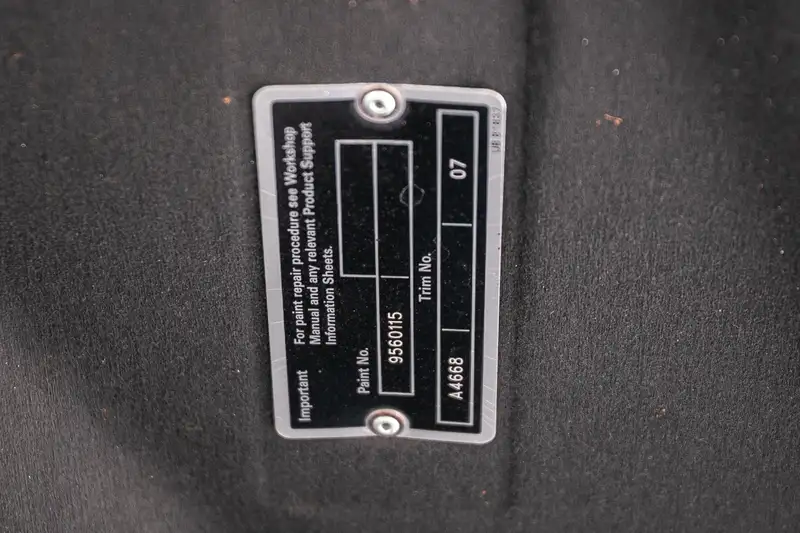 Important
For paint repair procedure see Workshop
Manual and any relevant Product Support
Information Sheets.
Paint No.
9560115
Trim No.
A4668 07